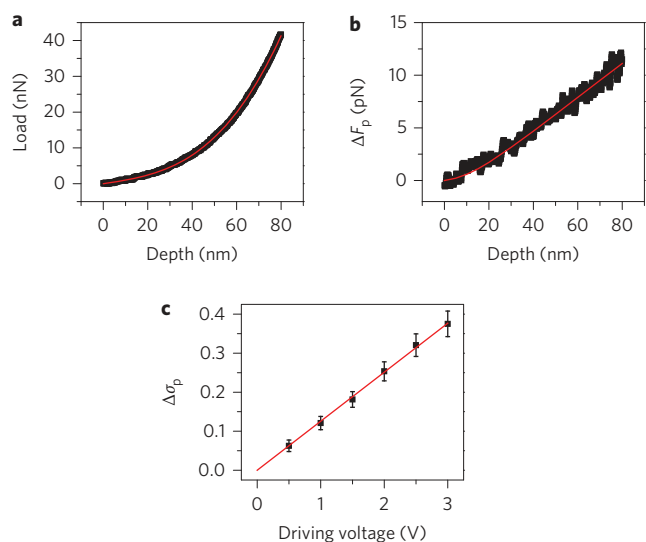 a
Load (nN)
40
30
20
10
0
0 20 40 60 80
Depth (nm)
b
ΔFp (pN)
15
10
5
0
0 20 40 60 80
Depth (nm)
c
Δσp
0.4
0.3
0.2
0.1
0.0
0 1 2 3
Driving voltage (V)